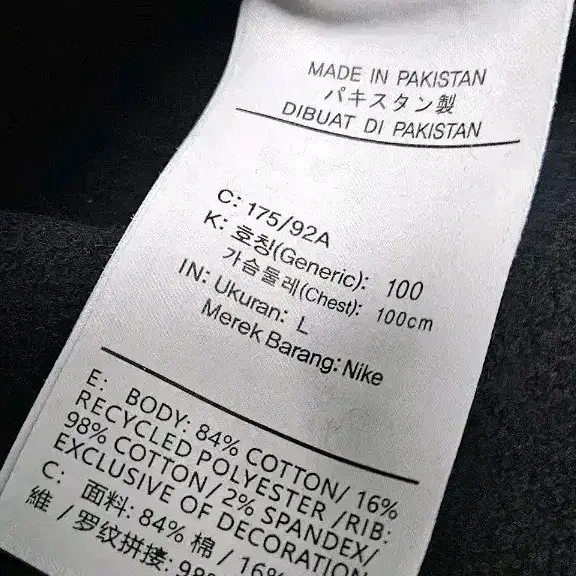 MADE IN PAKISTAN
パキスタン製
DIBUAT DI PAKISTAN
C: 175/92A
K: 호칭(Generic): 100
가슴둘레(Chest): 100cm
IN: Ukuran: L
Merek Barang: Nike
E: BODY: 84% COTTON/ 16%
RECYCLED POLYESTER /RIB:
98% COTTON/ 2% SPANDEX/
EXCLUSIVE OF DECORATION
C: 面料: 84% 棉 / 16%
維 / 罗纹拼接: 98%